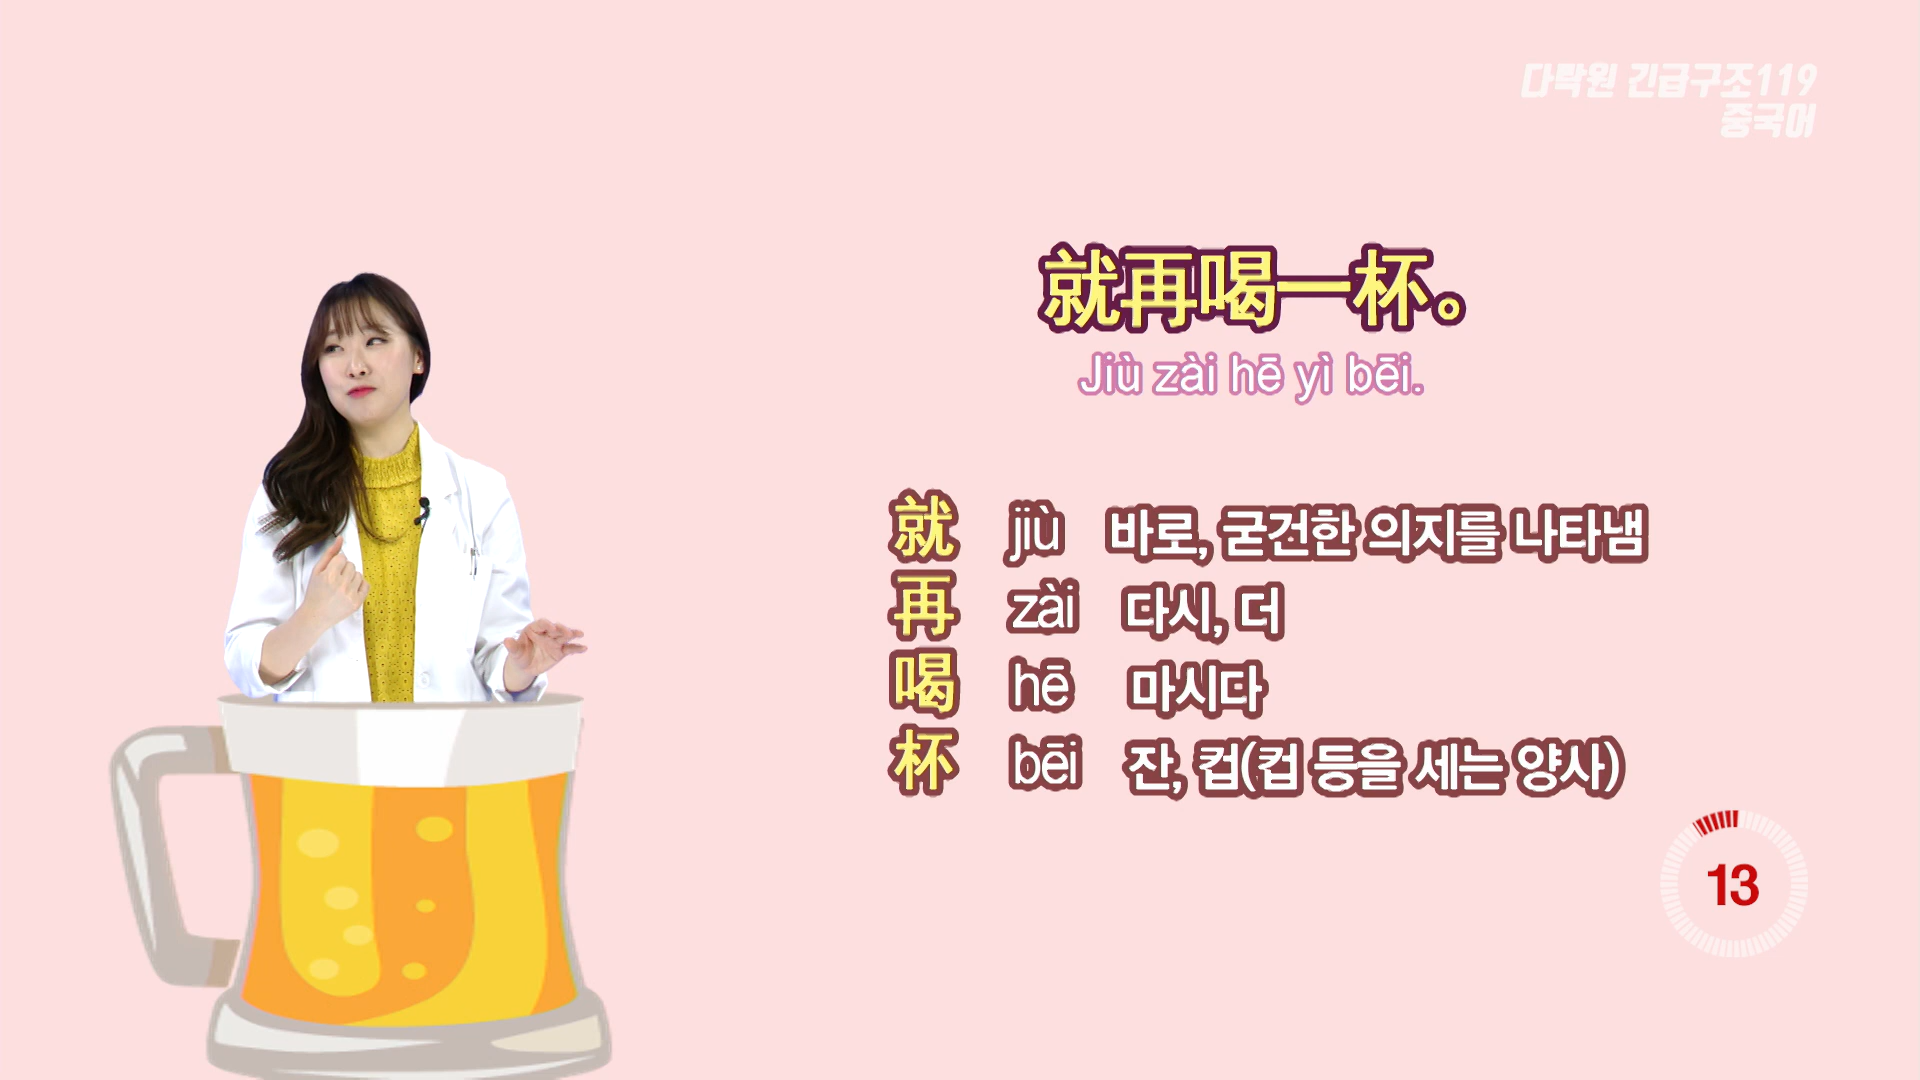 다락원 긴급구조119
중국어
就再喝一杯。
Jiù zài hē yì bēi.
就 jiù 바로, 굳건한 의지를 나타냄
再 zài 다시, 더
喝 hē 마시다
杯 bēi 잔, 컵(컵 등을 세는 양사)
13